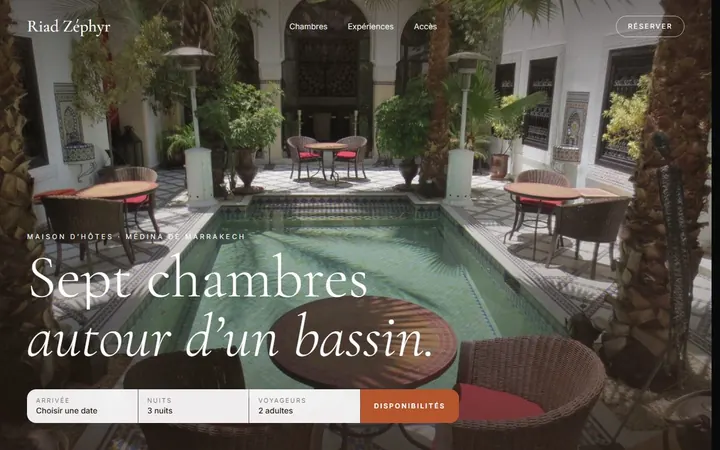 Riad Zéphyr
Chambres Expériences Accès
RÉSERVER
MAISON D'HÔTES · MÉDINA DE MARRAKECH
Sept chambres
autour d'un bassin.
ARRIVÉE
Choisir une date
NUITS
3 nuits
VOYAGEURS
2 adultes
DISPONIBILITÉS